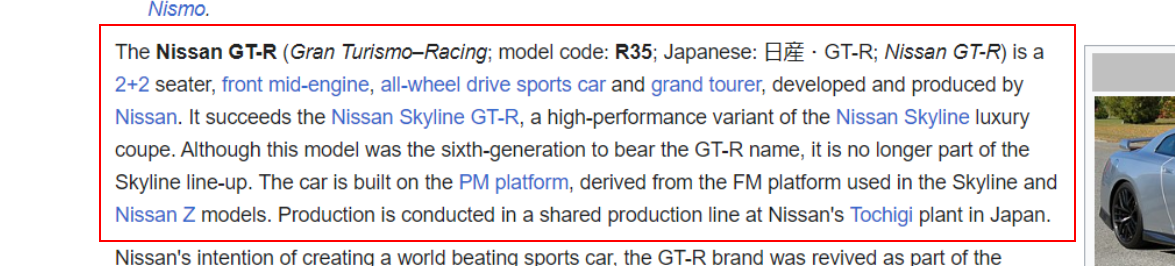 Nismo.
The Nissan GT-R (Gran Turismo–Racing; model code: R35; Japanese: 日産・GT-R; Nissan GT-R) is a
2+2 seater, front mid-engine, all-wheel drive sports car and grand tourer, developed and produced by
Nissan. It succeeds the Nissan Skyline GT-R, a high-performance variant of the Nissan Skyline luxury
coupe. Although this model was the sixth-generation to bear the GT-R name, it is no longer part of the
Skyline line-up. The car is built on the PM platform, derived from the FM platform used in the Skyline and
Nissan Z models. Production is conducted in a shared production line at Nissan's Tochigi plant in Japan.
Nissan's intention of creating a world beating sports car, the GT-R brand was revived as part of the